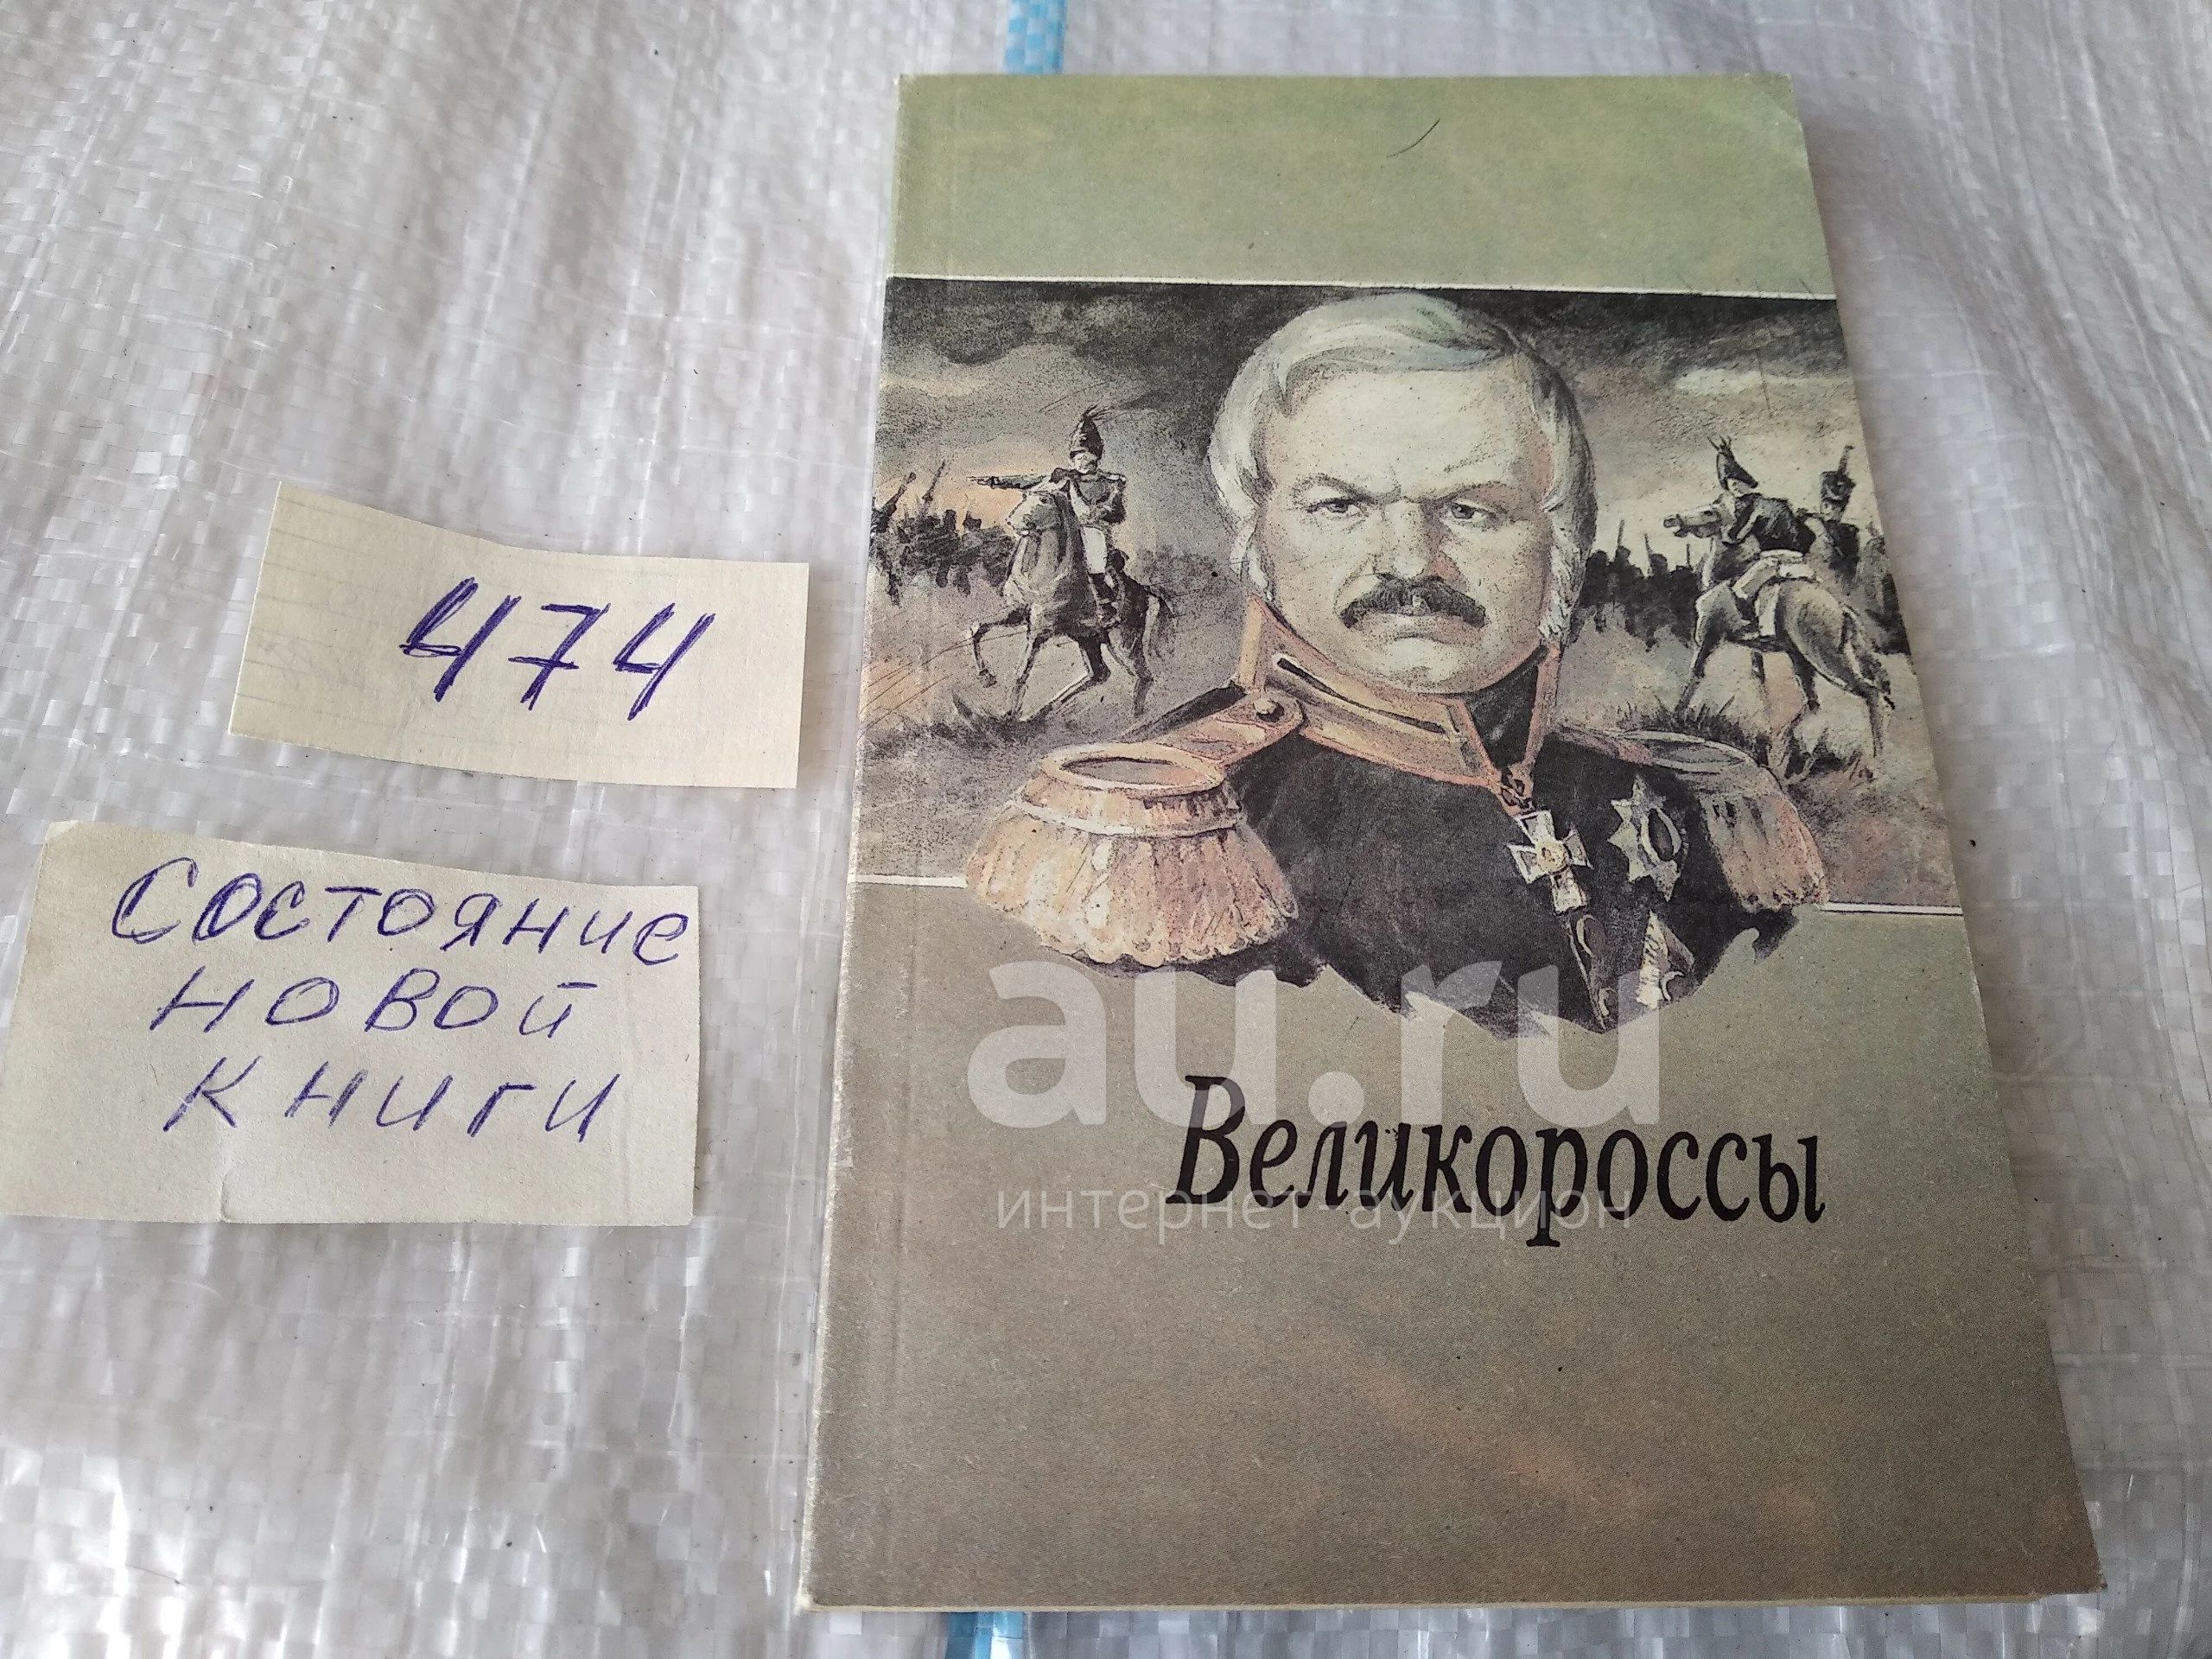 474
Состояние
новой
книги
au.ru
интернет-аукцион
Великороссы